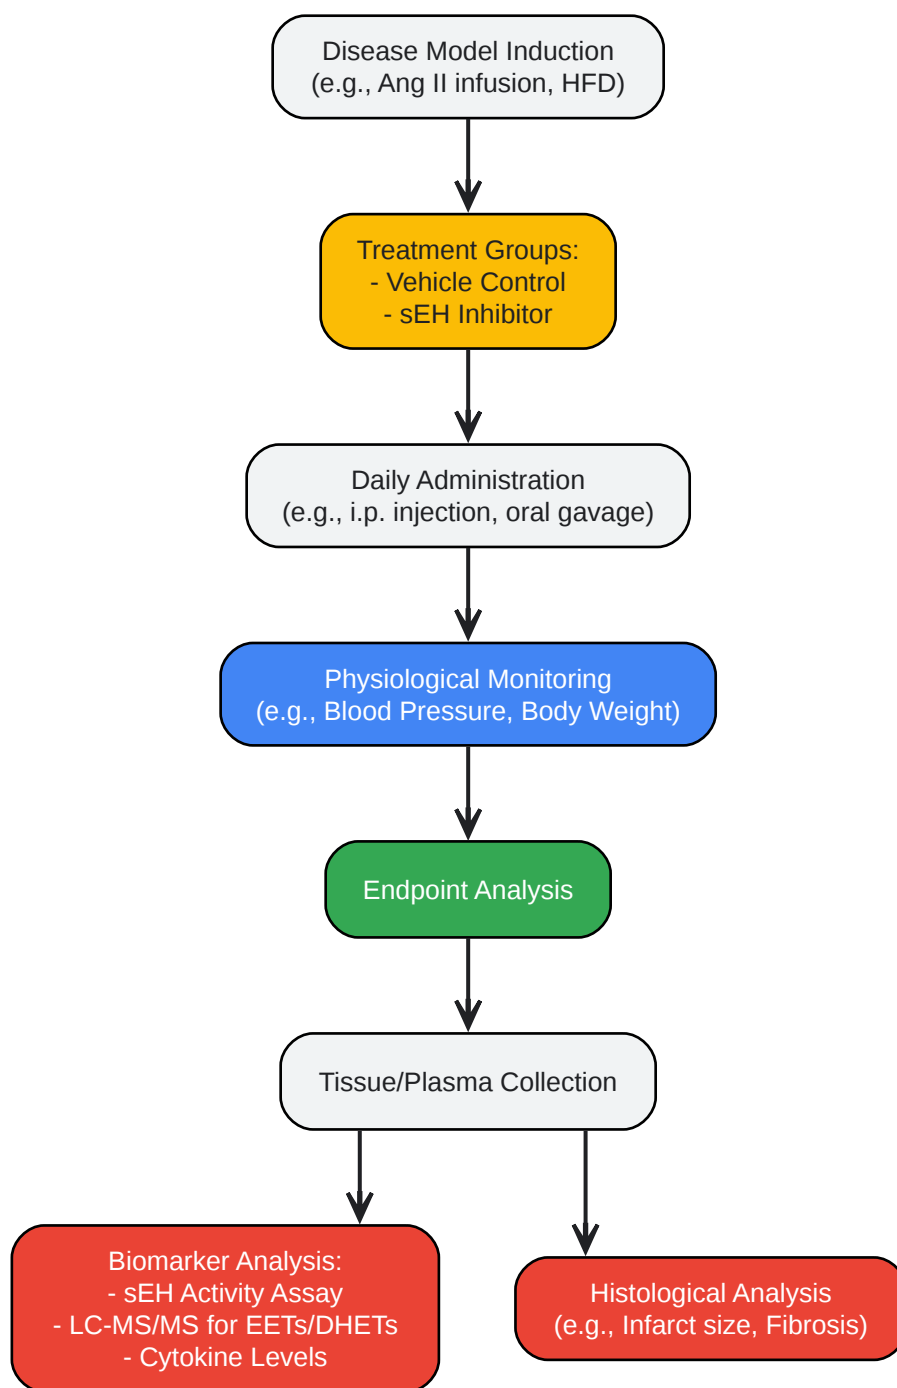 Disease Model Induction
(e.g., Ang II infusion, HFD)
Treatment Groups:
- Vehicle Control
- sEH Inhibitor
Daily Administration
(e.g., i.p. injection, oral gavage)
Physiological Monitoring
(e.g., Blood Pressure, Body Weight)
Endpoint Analysis
Tissue/Plasma Collection
Biomarker Analysis:
- sEH Activity Assay
- LC-MS/MS for EETs/DHETs
- Cytokine Levels
Histological Analysis
(e.g., Infarct size, Fibrosis)